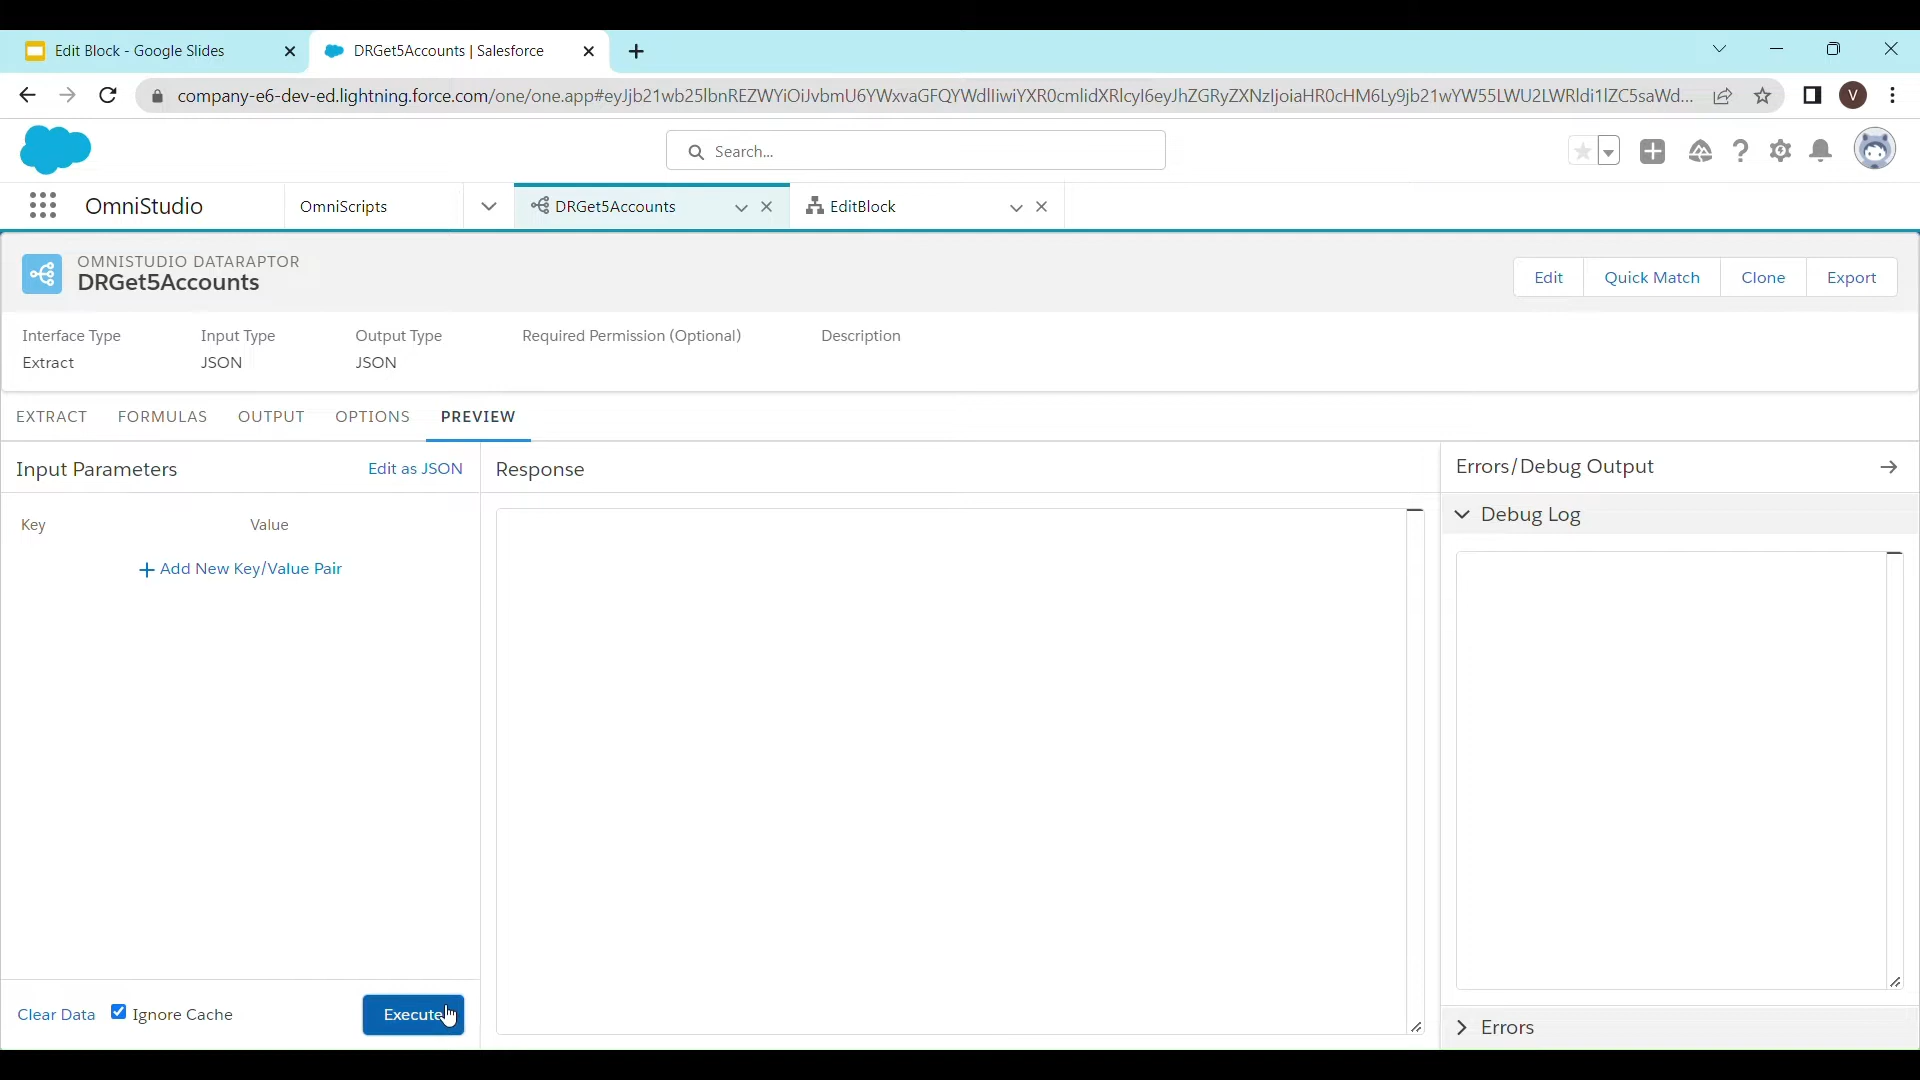 Edit Block - Google Slides
DRGet5Accounts | Salesforce
company-e6-dev-ed.lightning.force.com/one/one.app#eyJjb21wb25lbnREZWYiOiJvbmU6YWxvaGFQYWdlIiwiYXR0cmlidXRlcyI6eyJhZGRyZXNzIjoiaHR0cHM6Ly9jb21wYW55LWU2LWRldi1lZC5saWd...
V
Search...
OmniStudio
OmniScripts
DRGet5Accounts
EditBlock
OMNISTUDIO DATARAPTOR
DRGet5Accounts
Edit
Quick Match
Clone
Export
Interface Type
Input Type
Output Type
Required Permission (Optional)
Description
Extract
JSON
JSON
EXTRACT
FORMULAS
OUTPUT
OPTIONS
PREVIEW
Input Parameters
Edit as JSON
Response
Errors/Debug Output
Key
Value
Debug Log
+ Add New Key/Value Pair
Clear Data
Ignore Cache
Execute
Errors